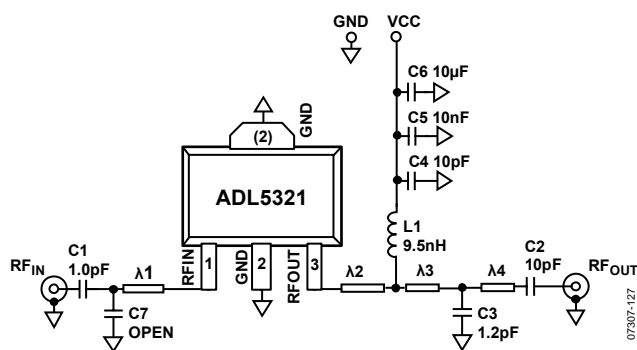 GND VCC
C6 10µF
C5 10nF
C4 10pF
GND
(2)
ADL5321
L1
9.5nH
RFIN
1
GND
2
RFOUT
3
C1
1.0pF
RFIN
λ1
C7
OPEN
λ2
λ3
λ4
C3
1.2pF
C2
10pF
RFOUT
07307-127